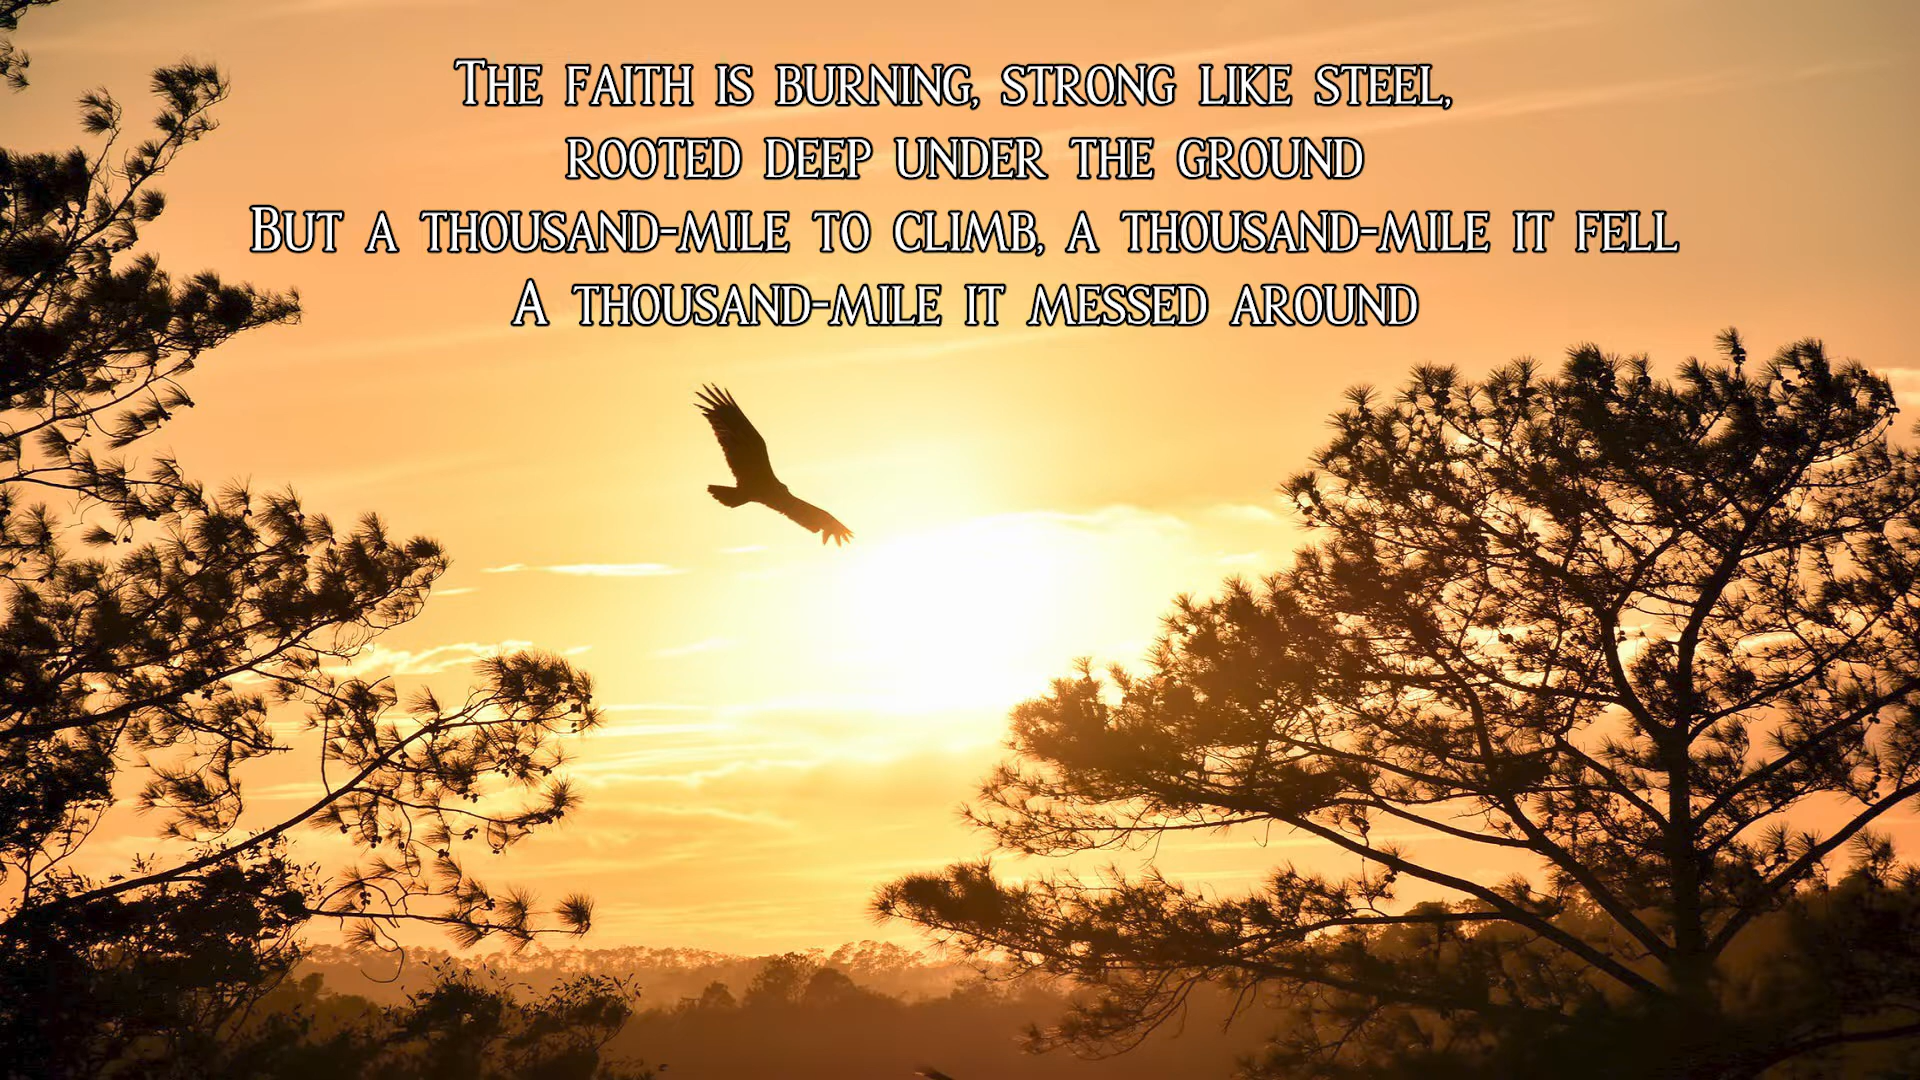 The faith is burning, strong like steel,
rooted deep under the ground
But a thousand-mile to climb, a thousand-mile it fell
A thousand-mile it messed around